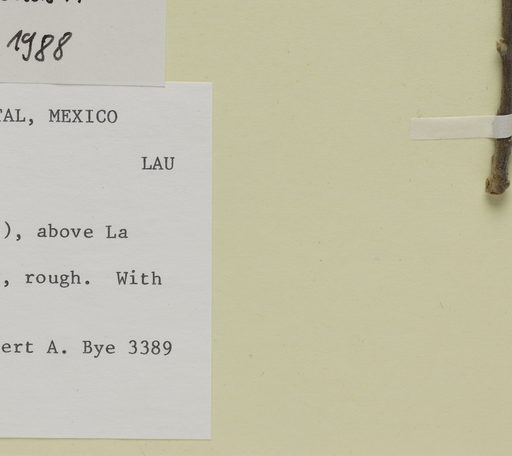 1988
TAL, MEXICO
LAU
), above La
, rough. With
ert A. Bye 3389